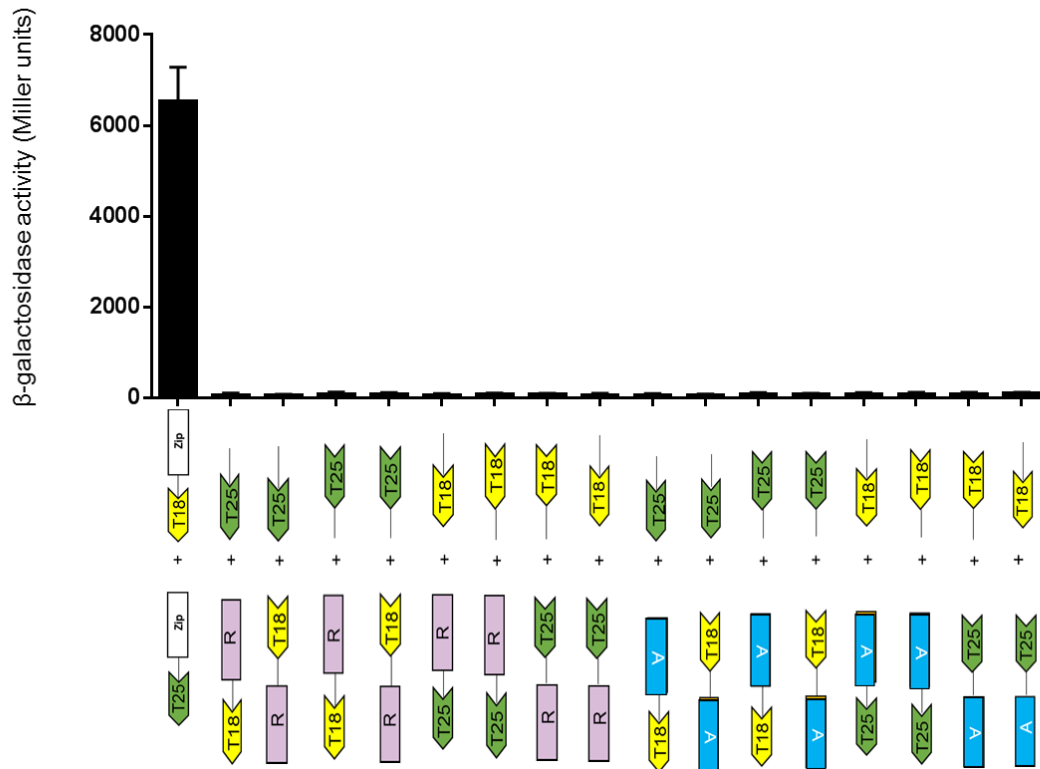 β-galactosidase activity (Miller units)
8000
6000
4000
2000
0
Zip
T18 T25 T25 T25 T25 T18 T18 T18 T18 T25 T25 T25 T25 T18 T18 T18 T18
+ + + + + + + + + + + + + + + + +
Zip R T18 R T18 R R T25 T25 A T18 A T18 A A T25 T25
T25 T18 R T18 R T25 T25 R R T18 A T18 A T25 T25 A A